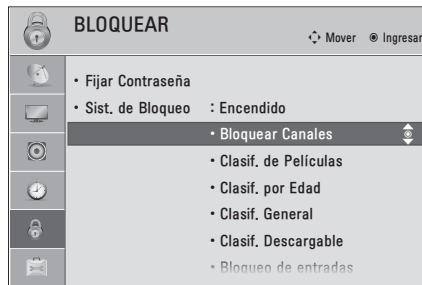 BLOQUEAR
Mover Ingresar
• Fijar Contraseña
• Sist. de Bloqueo : Encendido
• Bloquear Canales
• Clasif. de Películas
• Clasif. por Edad
• Clasif. General
• Clasif. Descargable
• Bloqueo de entradas